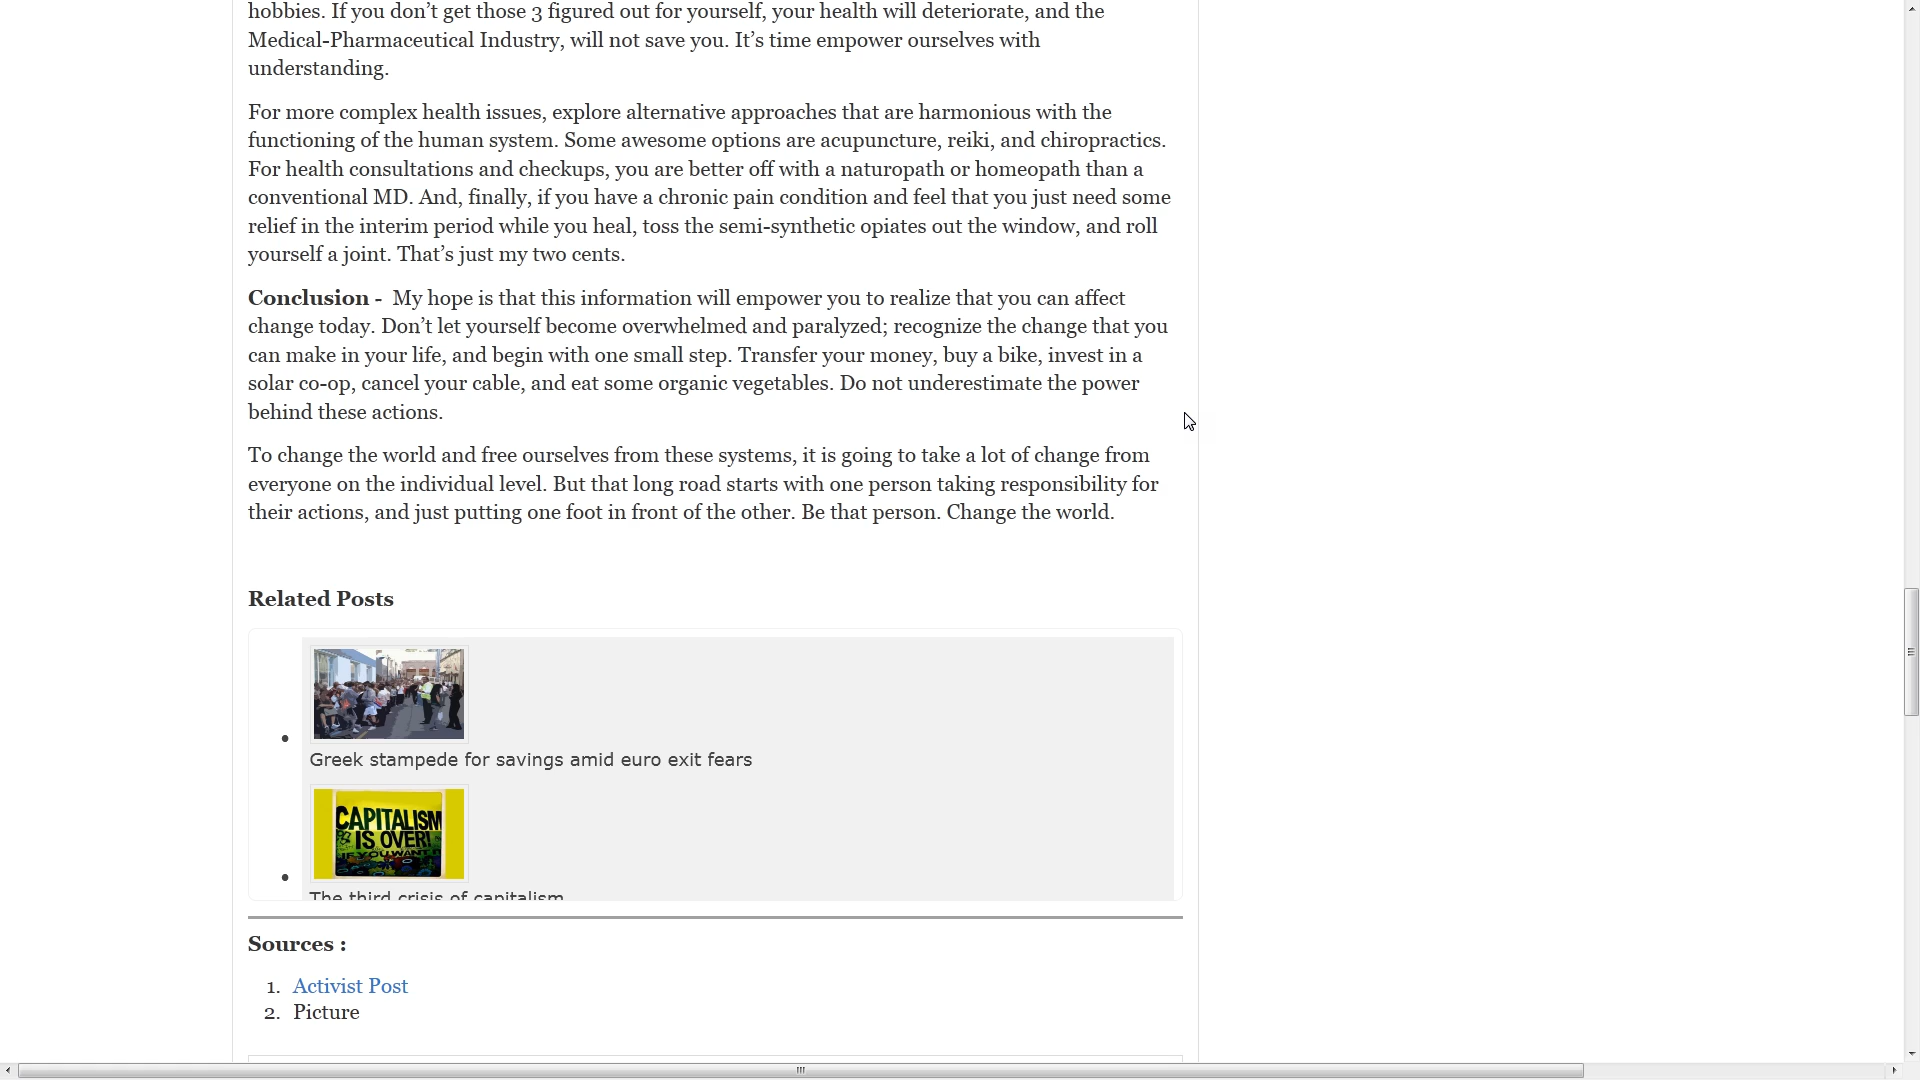 hobbies. If you don’t get those 3 figured out for yourself, your health will deteriorate, and the
Medical-Pharmaceutical Industry, will not save you. It’s time empower ourselves with
understanding.
For more complex health issues, explore alternative approaches that are harmonious with the
functioning of the human system. Some awesome options are acupuncture, reiki, and chiropractics.
For health consultations and checkups, you are better off with a naturopath or homeopath than a
conventional MD. And, finally, if you have a chronic pain condition and feel that you just need some
relief in the interim period while you heal, toss the semi-synthetic opiates out the window, and roll
yourself a joint. That’s just my two cents.
Conclusion - My hope is that this information will empower you to realize that you can affect
change today. Don’t let yourself become overwhelmed and paralyzed; recognize the change that you
can make in your life, and begin with one small step. Transfer your money, buy a bike, invest in a
solar co-op, cancel your cable, and eat some organic vegetables. Do not underestimate the power
behind these actions.
To change the world and free ourselves from these systems, it is going to take a lot of change from
everyone on the individual level. But that long road starts with one person taking responsibility for
their actions, and just putting one foot in front of the other. Be that person. Change the world.
Related Posts
Greek stampede for savings amid euro exit fears
CAPITALISM
IS OVER!
IF YOU WANT
The third crisis of capitalism
Sources :
1. Activist Post
2. Picture